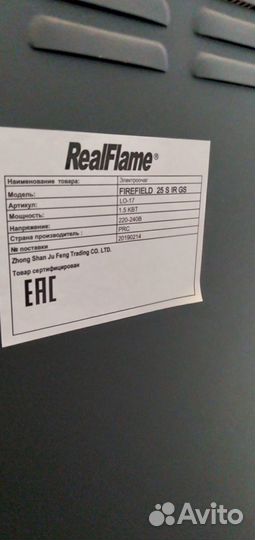 RealFlame®
Наименование товара: Электроочаг
Модель: FIREFIELD 25 S IR GS
Артикул: LO-17
Мощность: 1.5 КВТ
Напряжение: 220-240В
Страна производитель: PRC
№ поставки 20190214
Zhong Shan Ju Feng Trading CO. LTD.
Товар сертифицирован
EAC
Avito